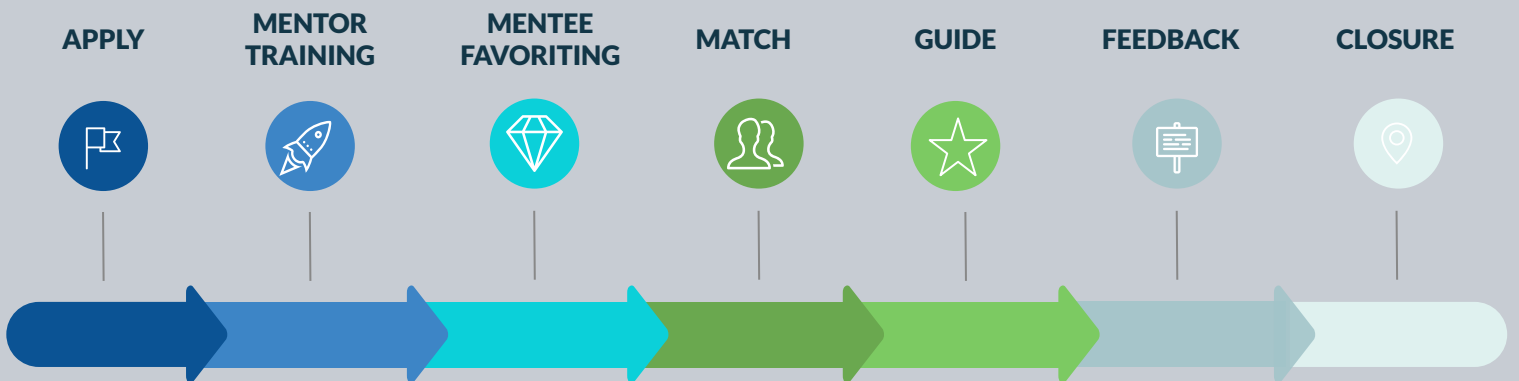 APPLY
MENTOR
TRAINING
MENTEE
FAVORITING
MATCH
GUIDE
FEEDBACK
CLOSURE